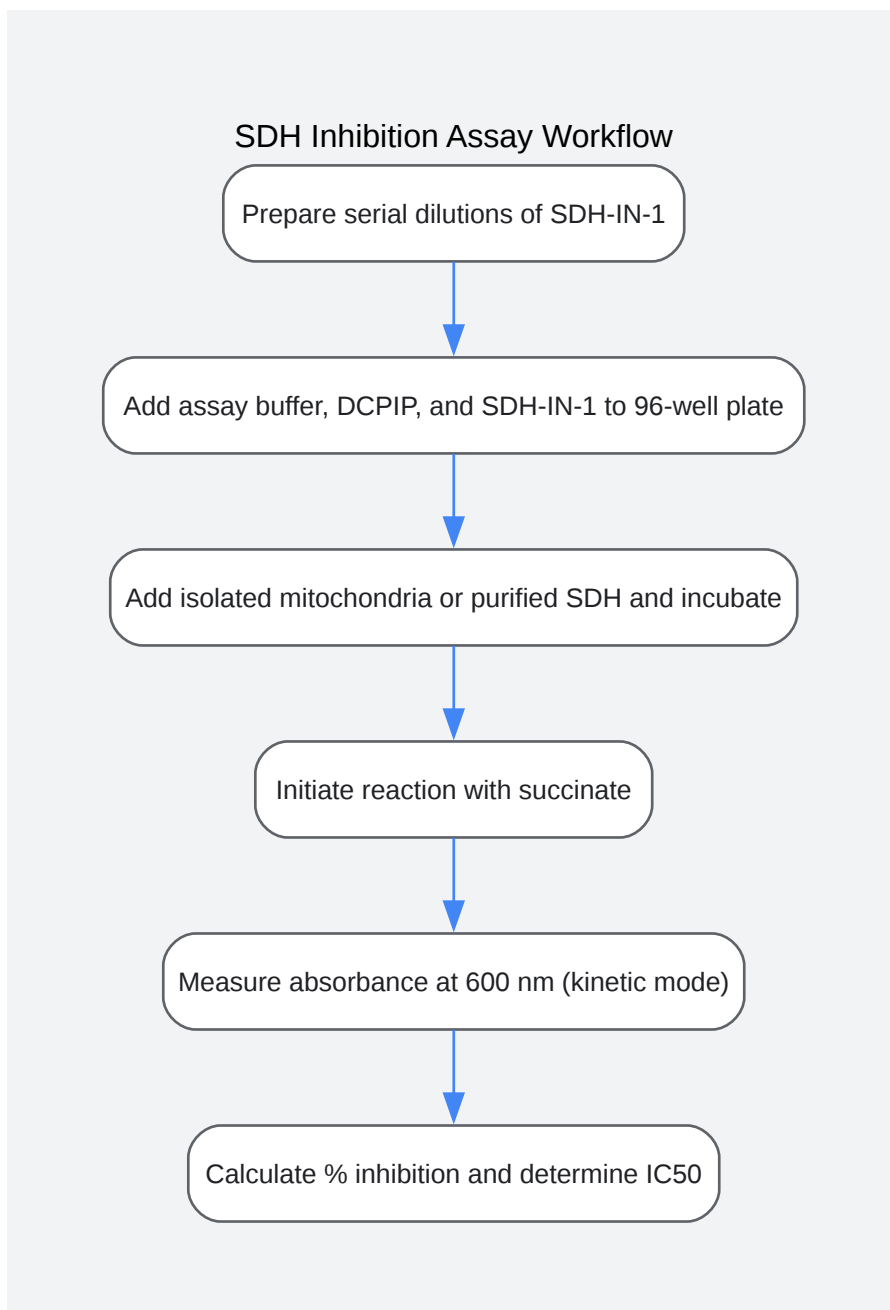 SDH Inhibition Assay Workflow
Prepare serial dilutions of SDH-IN-1
Add assay buffer, DCPIP, and SDH-IN-1 to 96-well plate
Add isolated mitochondria or purified SDH and incubate
Initiate reaction with succinate
Measure absorbance at 600 nm (kinetic mode)
Calculate % inhibition and determine IC50